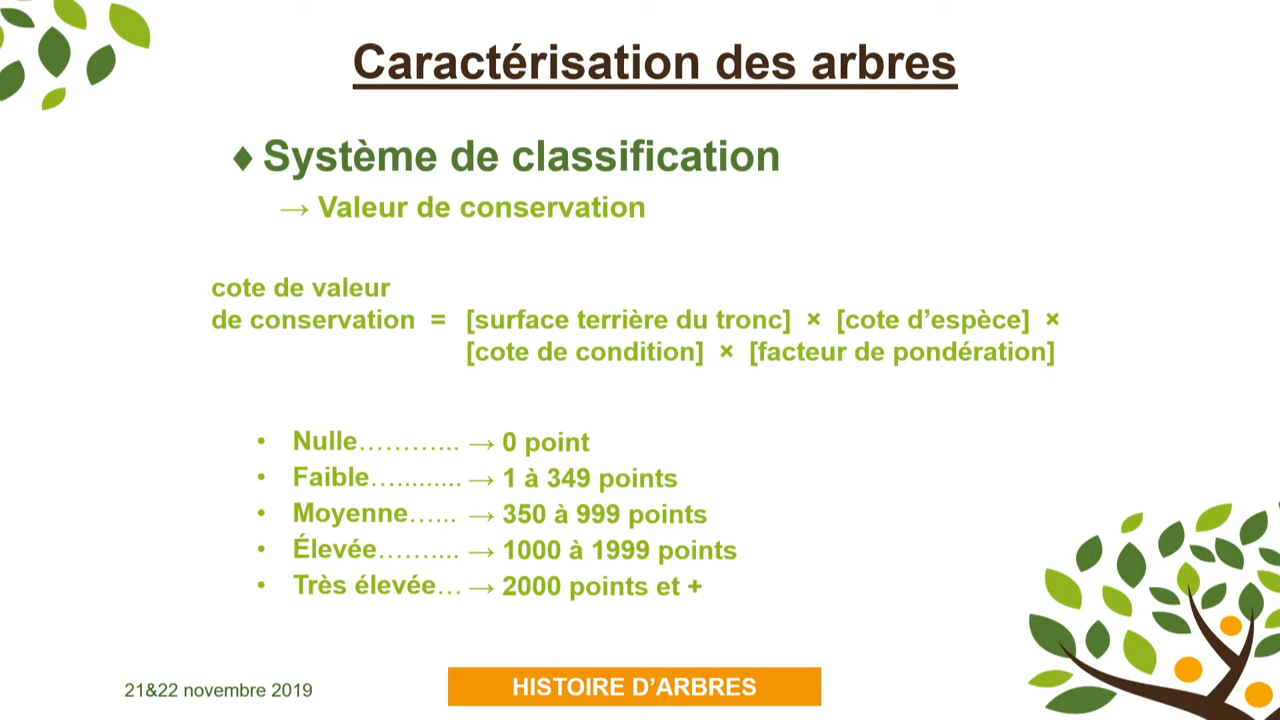 Caractérisation des arbres
♦ Système de classification
→ Valeur de conservation
cote de valeur
de conservation = [surface terrière du tronc] × [cote d’espèce] ×
[cote de condition] × [facteur de pondération]
• Nulle………... → 0 point
• Faible…......... → 1 à 349 points
• Moyenne…... → 350 à 999 points
• Élevée…….... → 1000 à 1999 points
• Très élevée… → 2000 points et +
21&22 novembre 2019
HISTOIRE D’ARBRES